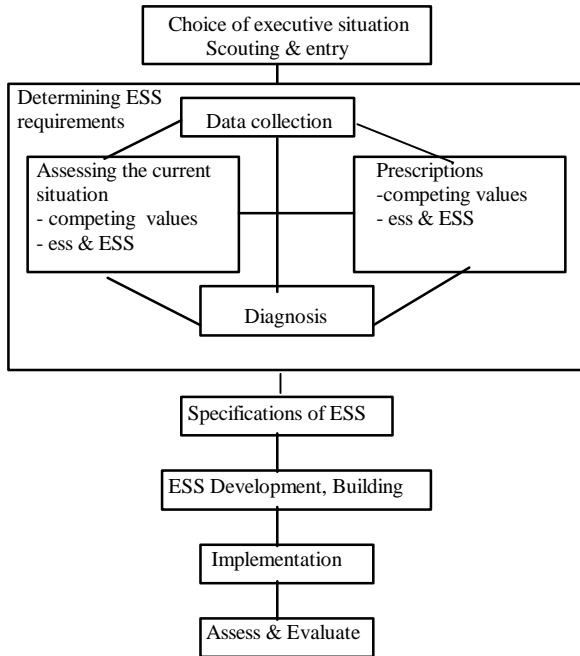 Choice of executive situation
Scouting & entry
Determining ESS
requirements
Data collection
Assessing the current
situation
- competing values
- ess & ESS
Prescriptions
-competing values
- ess & ESS
Diagnosis
Specifications of ESS
ESS Development, Building
Implementation
Assess & Evaluate